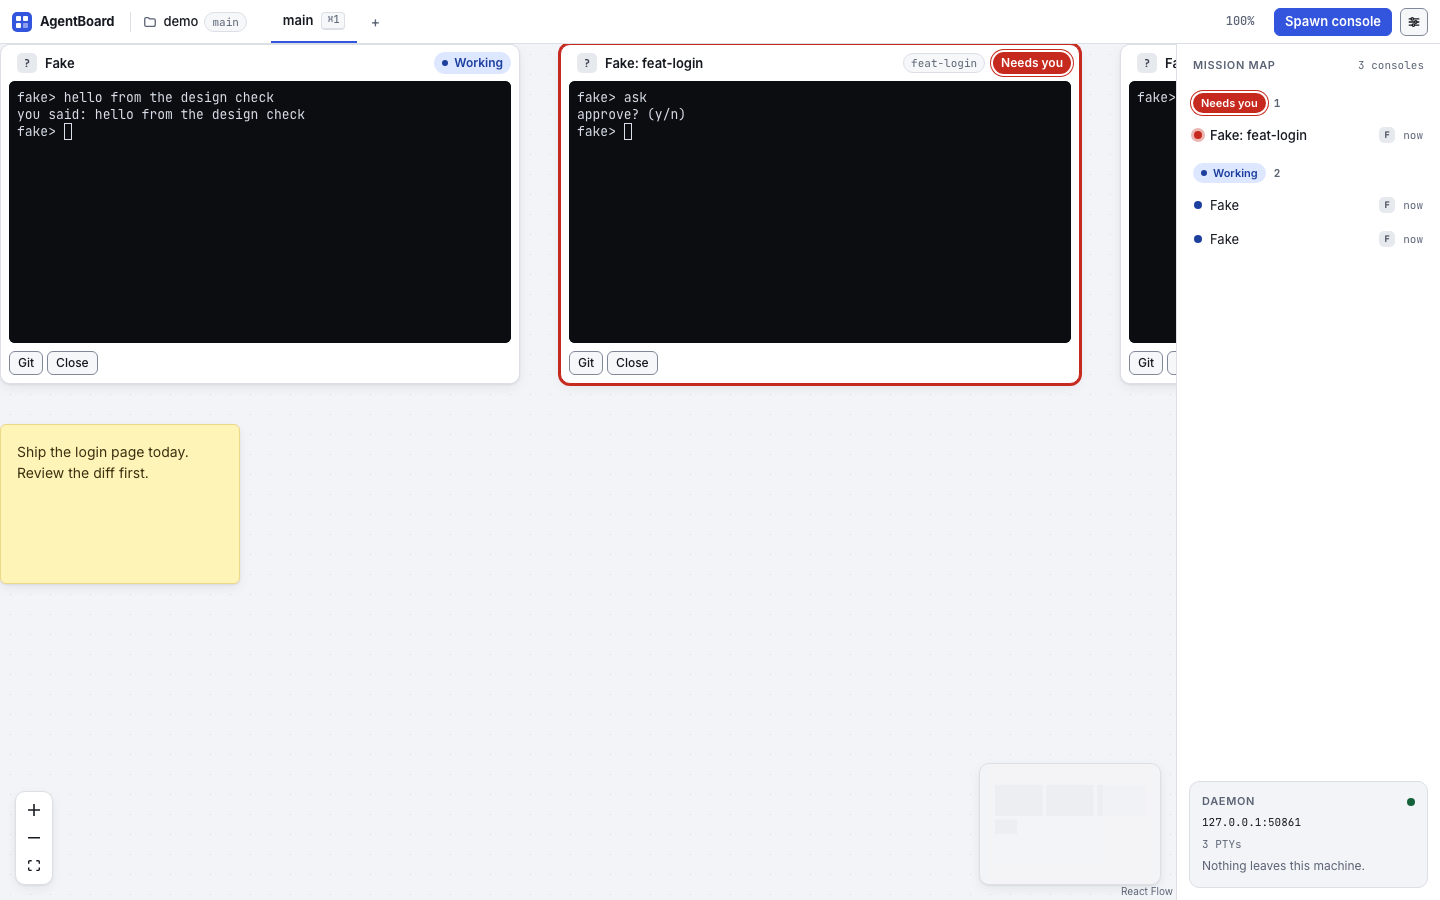 AgentBoard
demo main
main ⌘1 +
100%
Spawn console
? Fake
Working
fake> hello from the design check
you said: hello from the design check
fake>
Git Close
? Fake: feat-login
feat-login
Needs you
fake> ask
approve? (y/n)
fake>
Git Close
? Fa
fake>
Git
Ship the login page today.
Review the diff first.
React Flow
MISSION MAP 3 consoles
Needs you 1
Fake: feat-login F now
Working 2
Fake F now
Fake F now
DAEMON
127.0.0.1:50861
3 PTYs
Nothing leaves this machine.